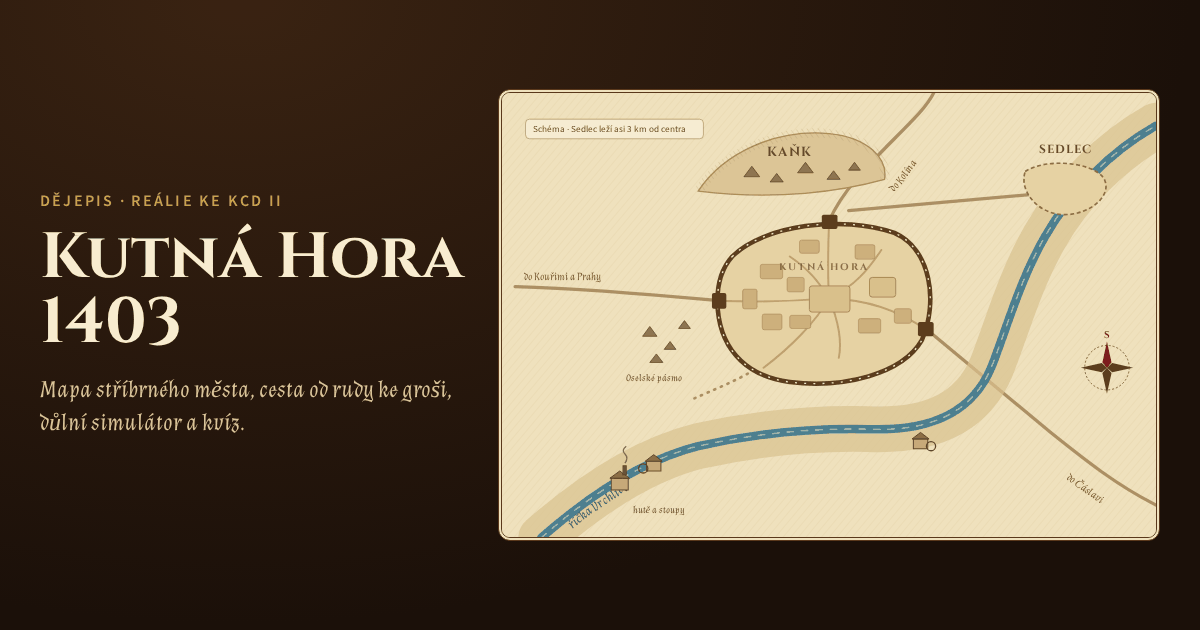 DĚJEPIS · REÁLIE KE KCD II
Kutná Hora
1403
Mapa stříbrného města, cesta od rudy ke groši,
důlní simulátor a kvíz.
Schéma · Sedlec leží asi 3 km od centra
KAŇK
SEDLEC
do Kolína
KUTNÁ HORA
do Kouřimi a Prahy
S
Oselské pásmo
do Čáslavi
říčka Vrchlice
hutě a stoupy